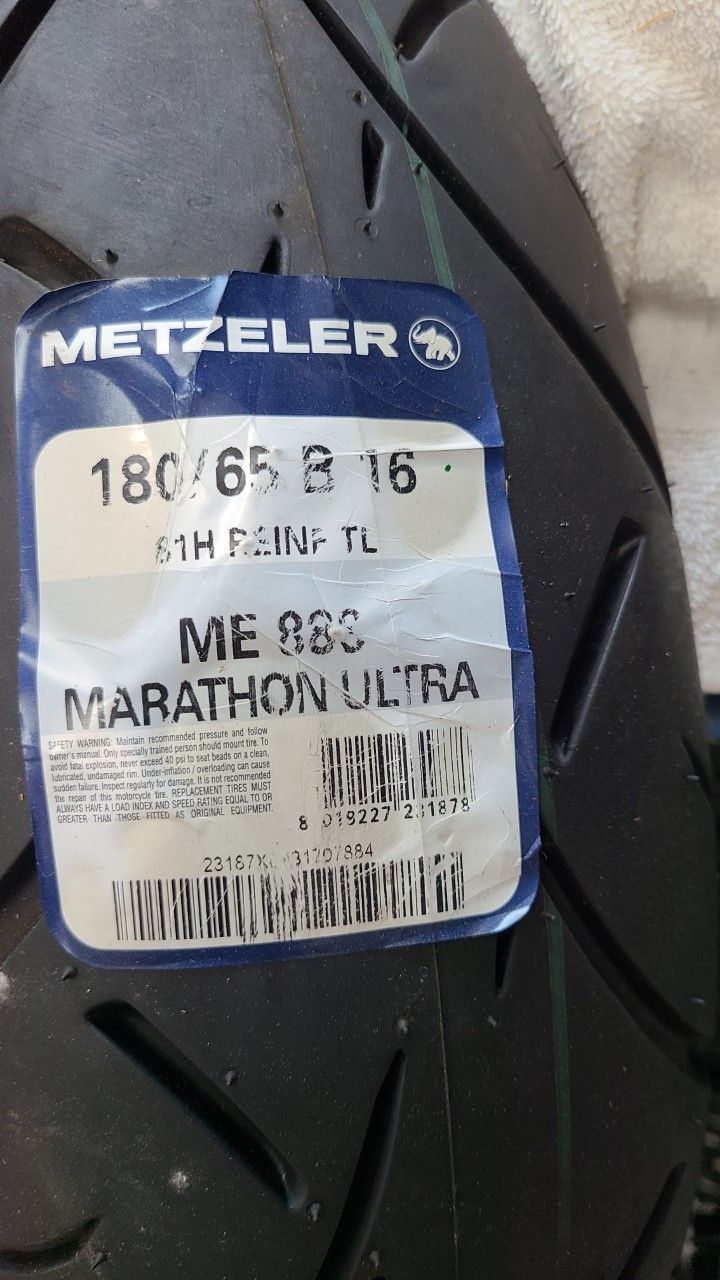 METZELER
180/65 B 16
81H REINF TL
ME 888
MARATHON ULTRA
SAFETY WARNING: Maintain recommended pressure and follow
owner's manual. Only specially trained person should mount tire. To
avoid fatal explosion, never exceed 40 psi to seat beads on a clean,
lubricated, undamaged rim. Under-inflation / overloading can cause
sudden failure. Inspect regularly for damage. It is not recommended
the repair of this motorcycle tire. REPLACEMENT TIRES MUST
ALWAYS HAVE A LOAD INDEX AND SPEED RATING EQUAL TO OR
GREATER THAN THOSE FITTED AS ORIGINAL EQUIPMENT.
8 019227 231878